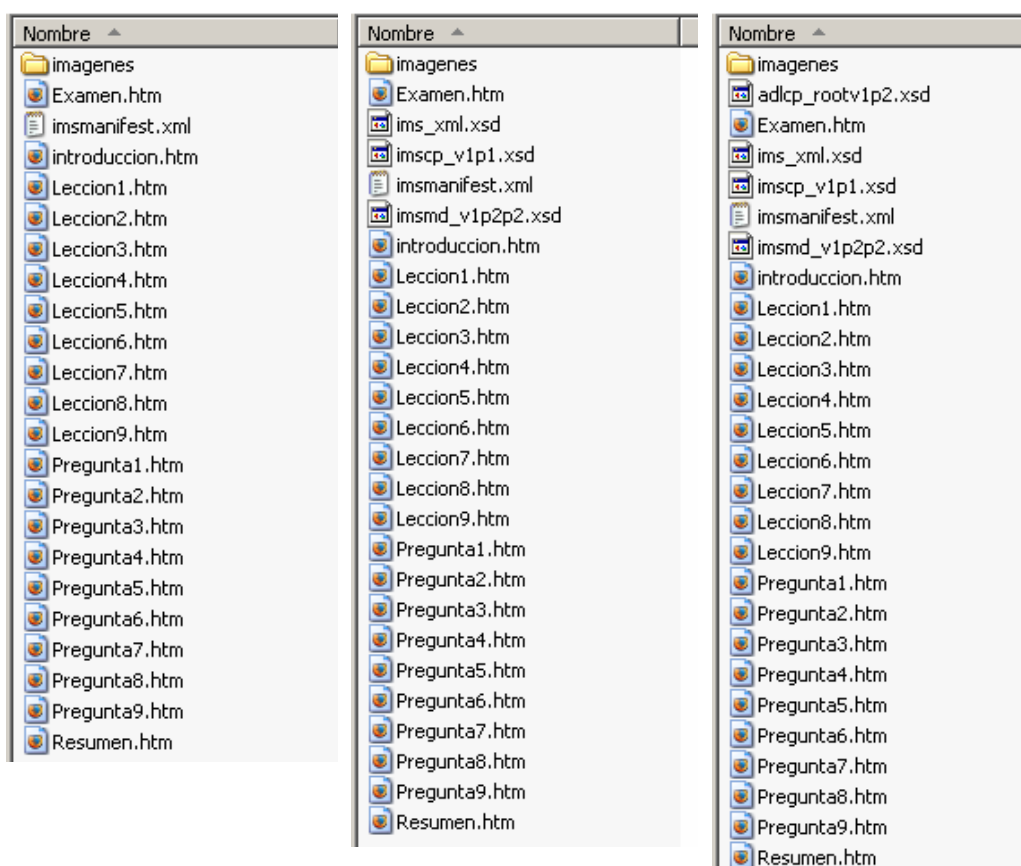 Nombre
imagenes
Examen.htm
imsmanifest.xml
introduccion.htm
Leccion1.htm
Leccion2.htm
Leccion3.htm
Leccion4.htm
Leccion5.htm
Leccion6.htm
Leccion7.htm
Leccion8.htm
Leccion9.htm
Pregunta1.htm
Pregunta2.htm
Pregunta3.htm
Pregunta4.htm
Pregunta5.htm
Pregunta6.htm
Pregunta7.htm
Pregunta8.htm
Pregunta9.htm
Resumen.htm
Nombre
imagenes
Examen.htm
ims_xml.xsd
imscp_v1p1.xsd
imsmanifest.xml
imsmd_v1p2p2.xsd
introduccion.htm
Leccion1.htm
Leccion2.htm
Leccion3.htm
Leccion4.htm
Leccion5.htm
Leccion6.htm
Leccion7.htm
Leccion8.htm
Leccion9.htm
Pregunta1.htm
Pregunta2.htm
Pregunta3.htm
Pregunta4.htm
Pregunta5.htm
Pregunta6.htm
Pregunta7.htm
Pregunta8.htm
Pregunta9.htm
Resumen.htm
Nombre
imagenes
adlcp_rootv1p2.xsd
Examen.htm
ims_xml.xsd
imscp_v1p1.xsd
imsmanifest.xml
imsmd_v1p2p2.xsd
introduccion.htm
Leccion1.htm
Leccion2.htm
Leccion3.htm
Leccion4.htm
Leccion5.htm
Leccion6.htm
Leccion7.htm
Leccion8.htm
Leccion9.htm
Pregunta1.htm
Pregunta2.htm
Pregunta3.htm
Pregunta4.htm
Pregunta5.htm
Pregunta6.htm
Pregunta7.htm
Pregunta8.htm
Pregunta9.htm
Resumen.htm